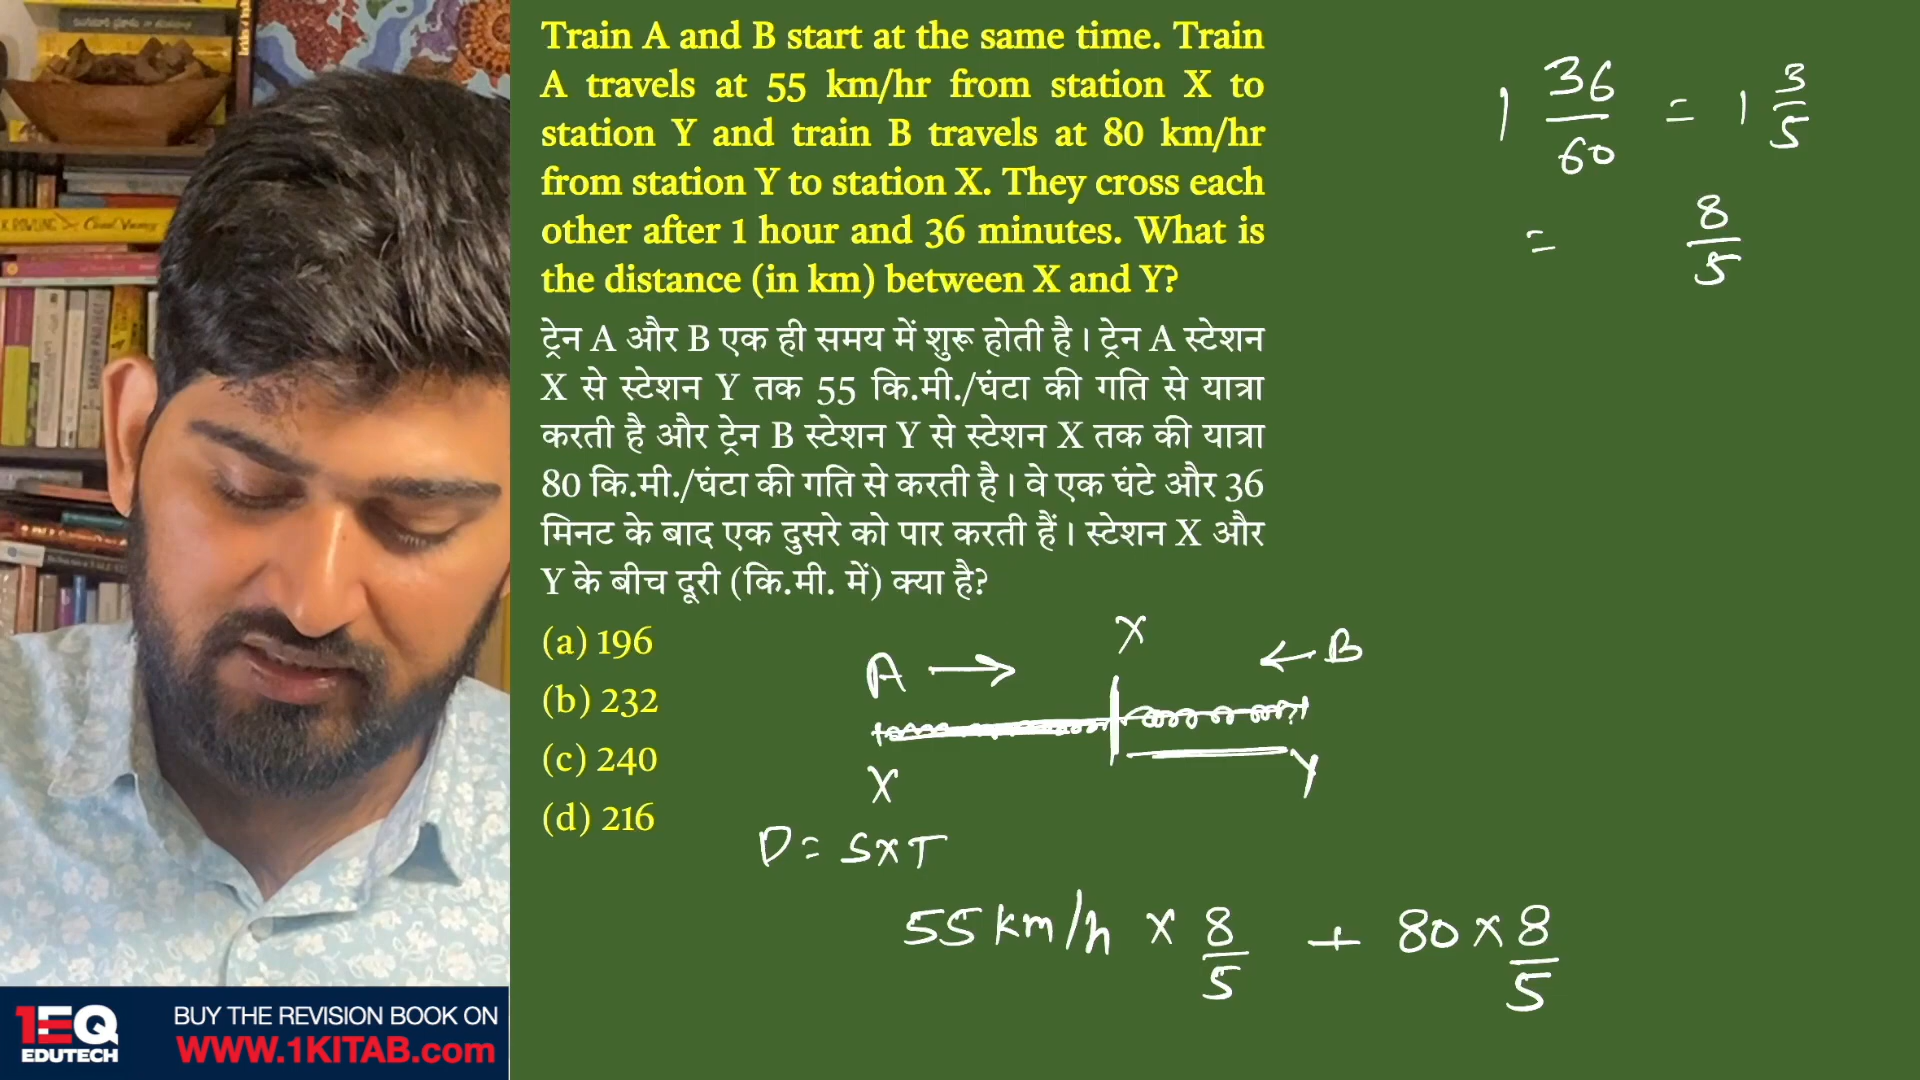 Train A and B start at the same time. Train
A travels at 55 km/hr from station X to
station Y and train B travels at 80 km/hr
from station Y to station X. They cross each
other after 1 hour and 36 minutes. What is
the distance (in km) between X and Y?
ट्रेन A और B एक ही समय में शुरू होती है। ट्रेन A स्टेशन
X से स्टेशन Y तक 55 कि.मी./घंटा की गति से यात्रा
करती है और ट्रेन B स्टेशन Y से स्टेशन X तक की यात्रा
80 कि.मी./घंटा की गति से करती है। वे एक घंटे और 36
मिनट के बाद एक दुसरे को पार करती हैं। स्टेशन X और
Y के बीच दूरी (कि.मी. में) क्या है?
(a) 196
(b) 232
(c) 240
(d) 216
1 36/60 = 1 3/5
= 8/5
X
A → ← B
X Y
D = S x T
55 km/h x 8/5 + 80 x 8/5
1EQ
EDUTECH
BUY THE REVISION BOOK ON
WWW.1KITAB.com